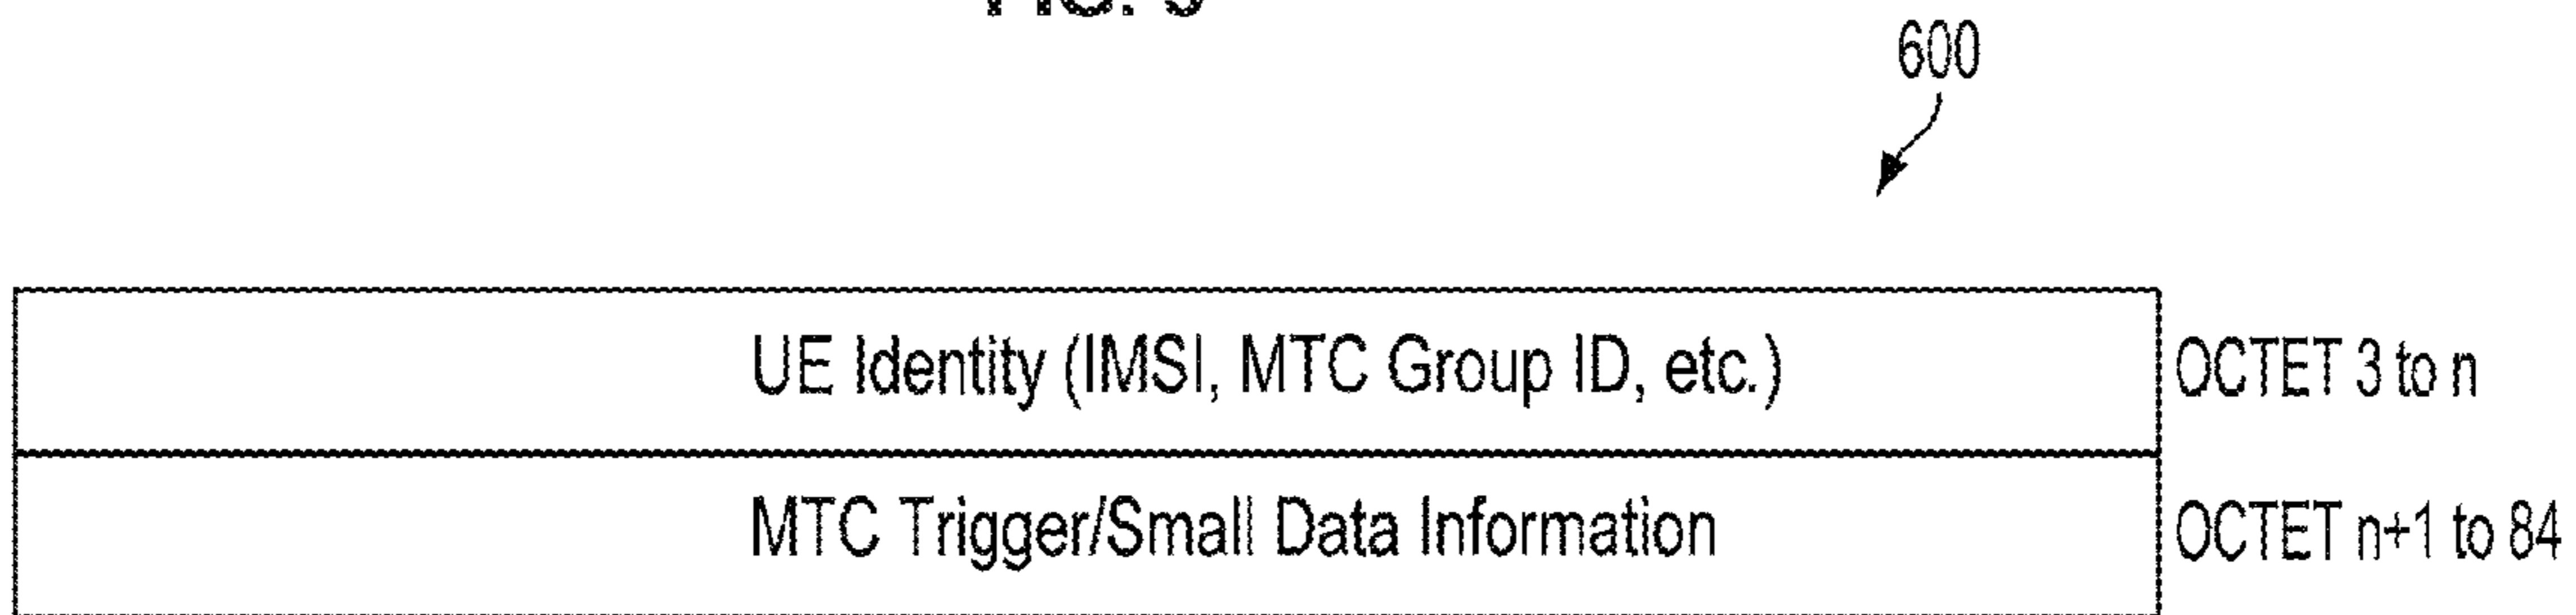 FIG.
600
UE Identity (IMSI, MTC Group ID, etc.) OCTET 3 to n
MTC Trigger/Small Data Information OCTET n+1 to 84